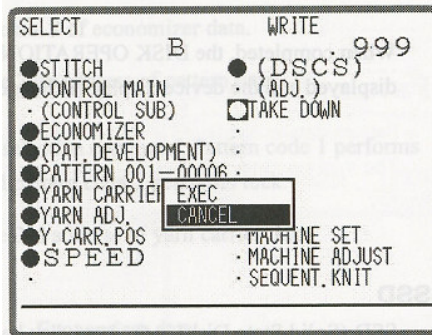 SELECT WRITE
B 999
●STITCH ●(DSCS)
●CONTROL MAIN ·(ADJ.)
·(CONTROL SUB) TAKE DOWN
●ECONOMIZER
●(PAT.DEVELOPMENT)
●PATTERN 001-00006
●YARN CARRIER EXEC
●YARN ADJ. CANCEL
●Y.CARR.POS ·MACHINE SET
●SPEED ·MACHINE ADJUST
·SEQUENT.KNIT